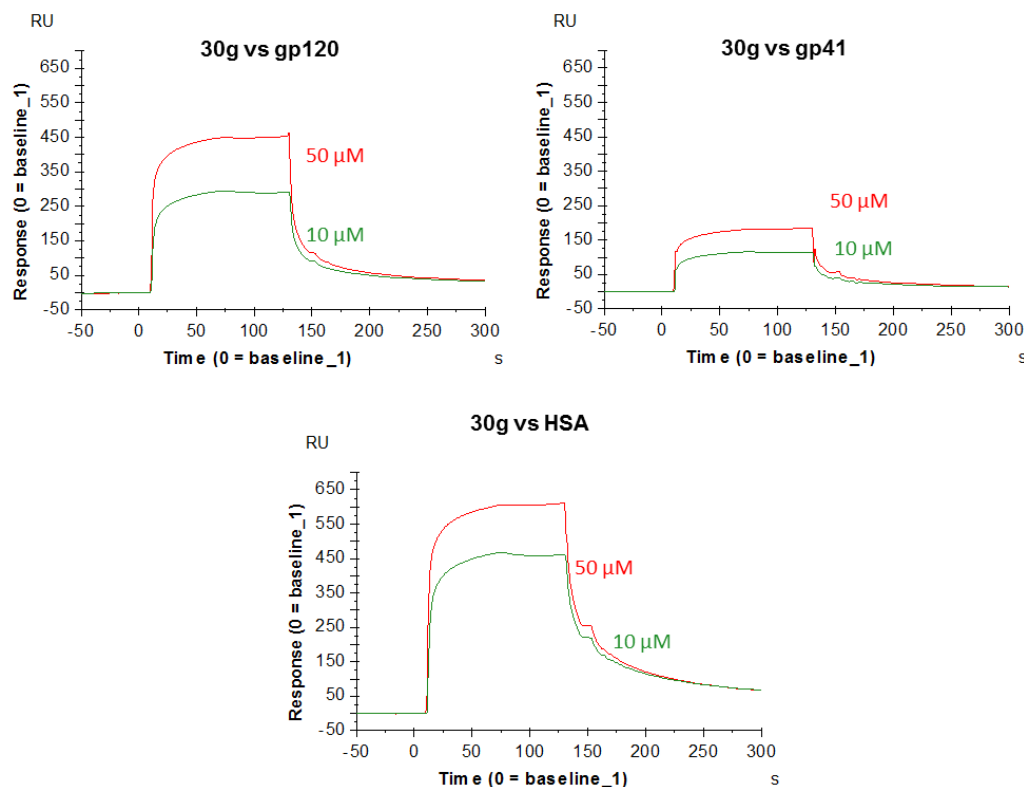 RU
30g vs gp120
Response (0 = baseline_1)
650
550
450
350
250
150
50
-50
50 µM
10 µM
-50 0 50 100 150 200 250 300
Time (0 = baseline_1)
s
RU
30g vs gp41
Response (0 = baseline_1)
650
550
450
350
250
150
50
-50
50 µM
10 µM
-50 0 50 100 150 200 250 300
Time (0 = baseline_1)
s
30g vs HSA
RU
Response (0 = baseline_1)
650
550
450
350
250
150
50
-50
50 µM
10 µM
-50 0 50 100 150 200 250 300
Time (0 = baseline_1)
s